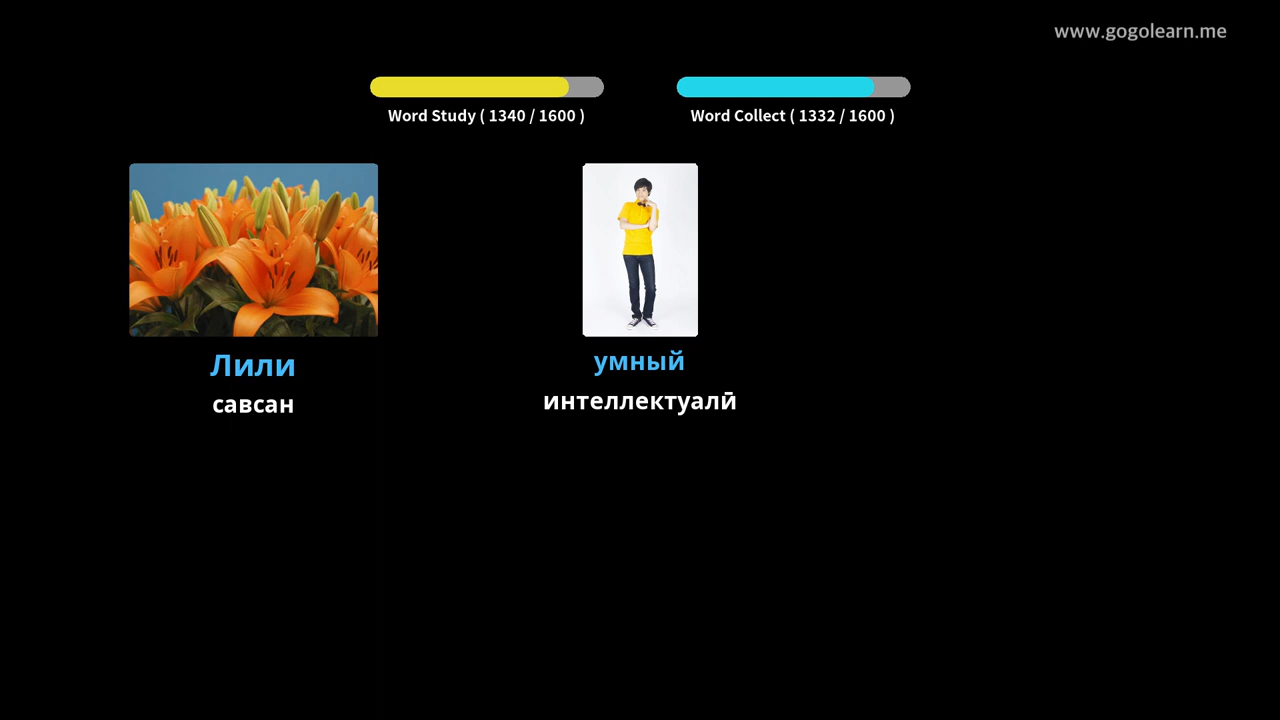 www.gogolearn.me
Word Study ( 1340 / 1600 )
Word Collect ( 1332 / 1600 )
Лили
савсан
умный
интеллектуалӣ